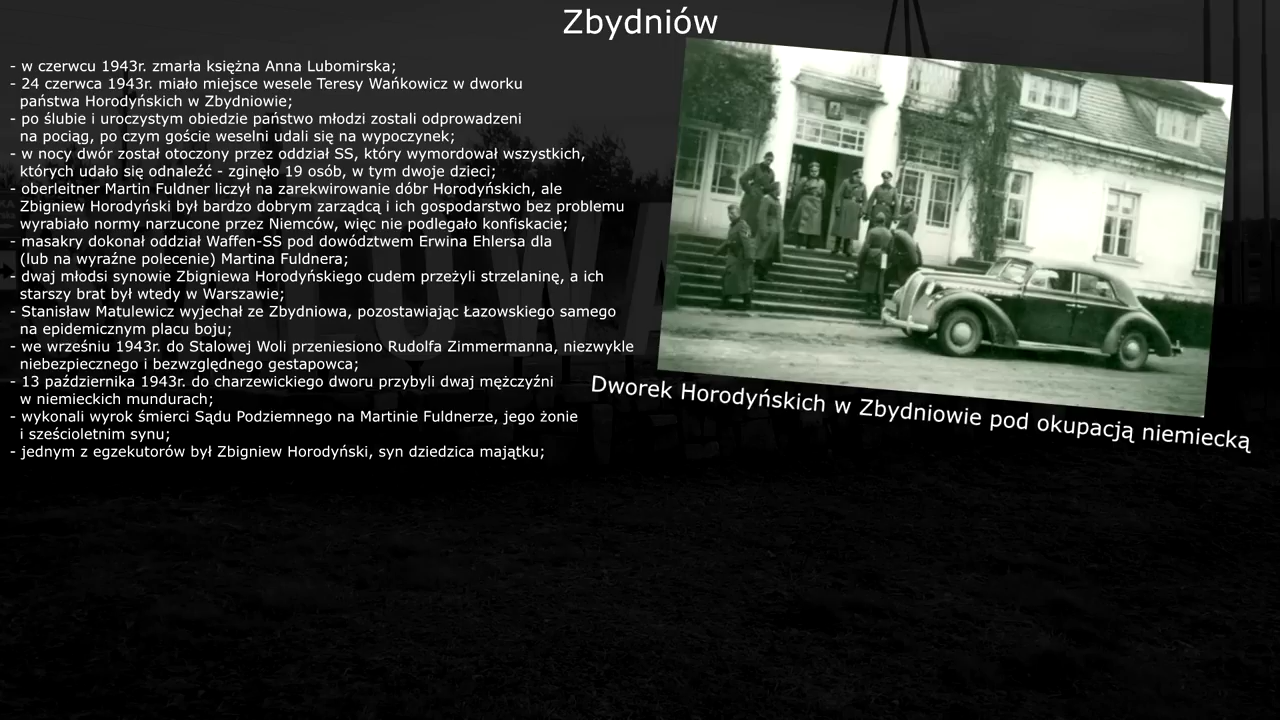 Zbydniów
- w czerwcu 1943r. zmarła księżna Anna Lubomirska;
- 24 czerwca 1943r. miało miejsce wesele Teresy Wańkowicz w dworku
państwa Horodyńskich w Zbydniowie;
- po ślubie i uroczystym obiedzie państwo młodzi zostali odprowadzeni
na pociąg, po czym goście weselni udali się na wypoczynek;
- w nocy dwór został otoczony przez oddział SS, który wymordował wszystkich,
których udało się odnaleźć - zginęło 19 osób, w tym dwoje dzieci;
- oberleitner Martin Fuldner liczył na zarekwirowanie dóbr Horodyńskich, ale
Zbigniew Horodyński był bardzo dobrym zarządcą i ich gospodarstwo bez problemu
wyrabiało normy narzucone przez Niemców, więc nie podlegało konfiskacie;
- masakry dokonał oddział Waffen-SS pod dowództwem Erwina Ehlersa dla
(lub na wyraźne polecenie) Martina Fuldnera;
- dwaj młodsi synowie Zbigniewa Horodyńskiego cudem przeżyli strzelaninę, a ich
starszy brat był wtedy w Warszawie;
- Stanisław Matulewicz wyjechał ze Zbydniowa, pozostawiając Łazowskiego samego
na epidemicznym placu boju;
- we wrześniu 1943r. do Stalowej Woli przeniesiono Rudolfa Zimmermanna, niezwykle
niebezpiecznego i bezwzględnego gestapowca;
- 13 października 1943r. do charzewickiego dworu przybyli dwaj mężczyźni
w niemieckich mundurach;
- wykonali wyrok śmierci Sądu Podziemnego na Martinie Fuldnerze, jego żonie
i sześcioletnim synu;
- jednym z egzekutorów był Zbigniew Horodyński, syn dziedzica majątku;
Dworek Horodyńskich w Zbydniowie pod okupacją niemiecką